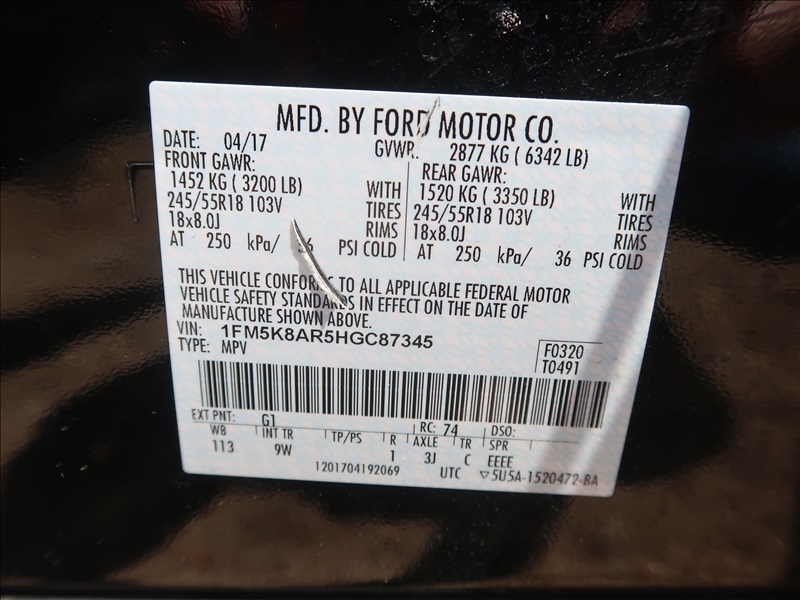 MFD. BY FORD MOTOR CO.
DATE: 04/17 GVWR: 2877 KG ( 6342 LB)
FRONT GAWR: REAR GAWR:
1452 KG ( 3200 LB) WITH 1520 KG ( 3350 LB) WITH
245/55R18 103V TIRES 245/55R18 103V TIRES
18x8.0J RIMS 18x8.0J RIMS
AT 250 kPa/ 36 PSI COLD AT 250 kPa/ 36 PSI COLD
THIS VEHICLE CONFORMS TO ALL APPLICABLE FEDERAL MOTOR
VEHICLE SAFETY STANDARDS IN EFFECT ON THE DATE OF
MANUFACTURE SHOWN ABOVE.
VIN: 1FM5K8AR5HGC87345
TYPE: MPV
F0320
T0491
EXT PNT: G1 RC: 74 DSO:
WB INT TR TP/PS R AXLE TR SPR
113 9W 1 3J C EEEE
1201704192069 UTC ▽5U5A-1520472-BA